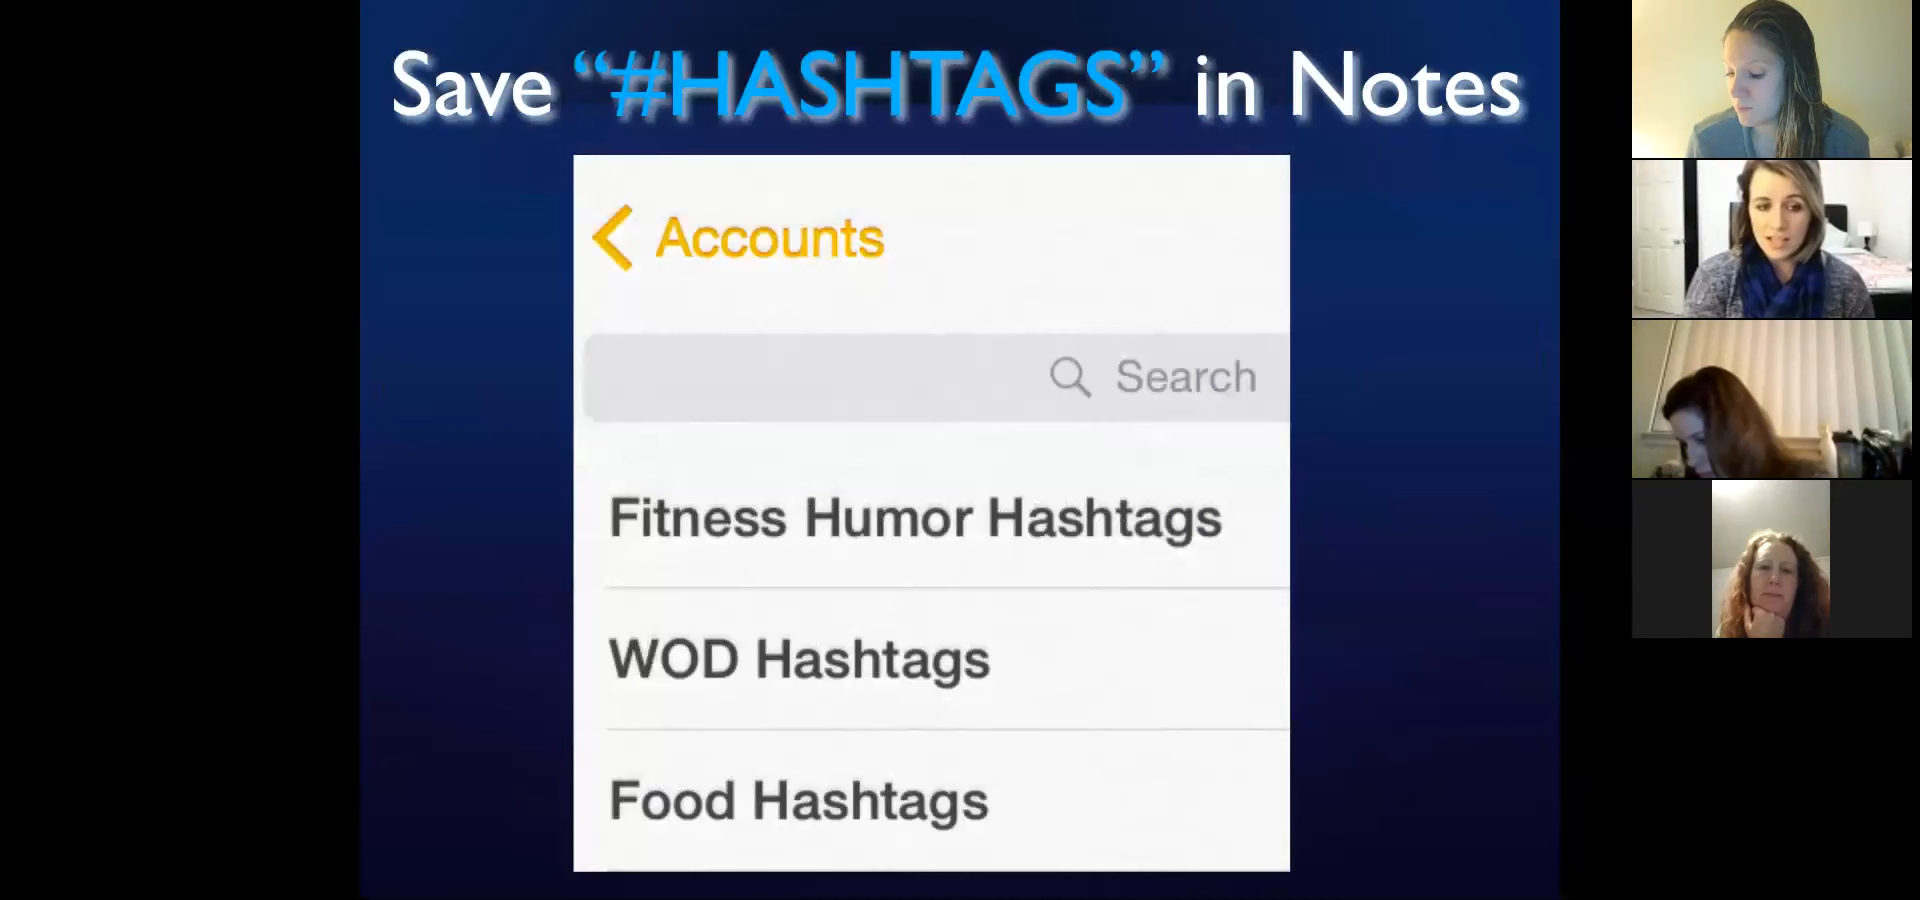 Save “#HASHTAGS” in Notes
Accounts
Search
Fitness Humor Hashtags
WOD Hashtags
Food Hashtags